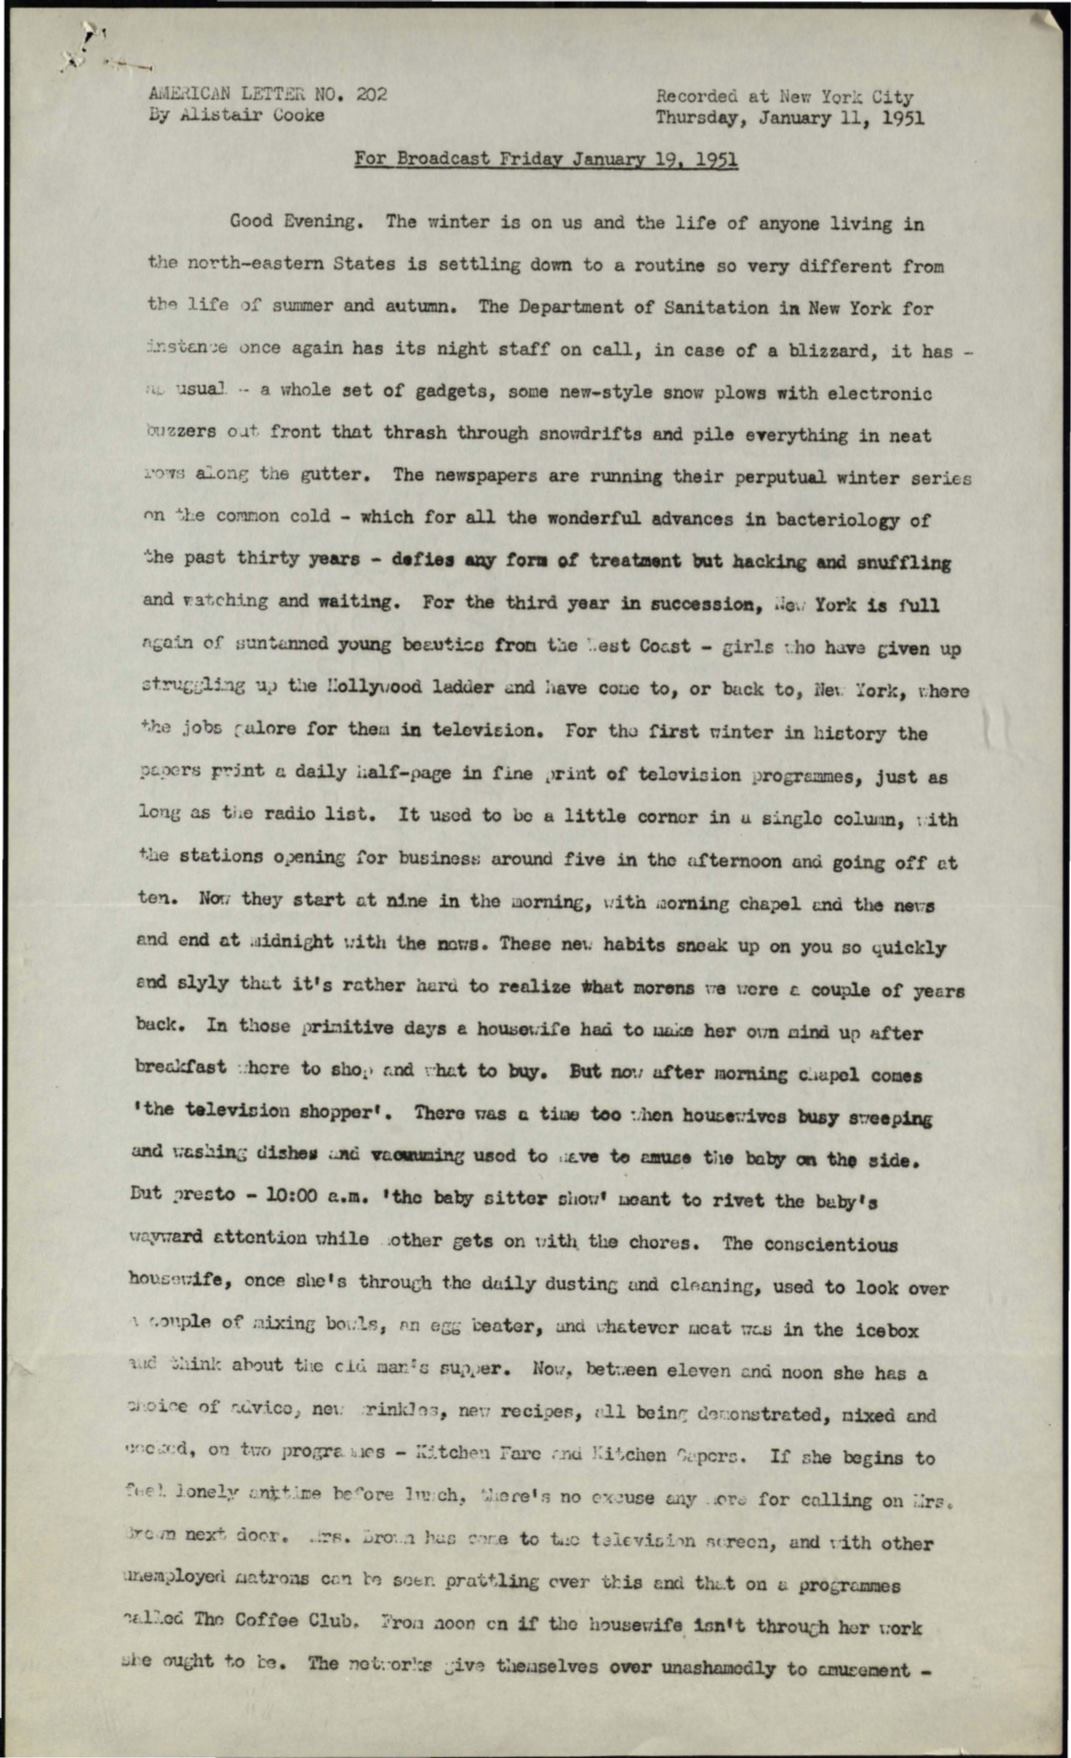 AMERICAN LETTER NO. 202
By Alistair Cooke
Recorded at New York City
Thursday, January 11, 1951
For Broadcast Friday January 19, 1951
Good Evening. The winter is on us and the life of anyone living in
the north-eastern States is settling down to a routine so very different from
the life of summer and autumn. The Department of Sanitation in New York for
instance once again has its night staff on call, in case of a blizzard, it has -
as usual - a whole set of gadgets, some new-style snow plows with electronic
buzzers out front that thrash through snowdrifts and pile everything in neat
rows along the gutter. The newspapers are running their perputual winter series
on the common cold - which for all the wonderful advances in bacteriology of
the past thirty years - defies any form of treatment but hacking and snuffling
and watching and waiting. For the third year in succession, New York is full
again of suntanned young beauties from the West Coast - girls who have given up
struggling up the Hollywood ladder and have come to, or back to, New York, where
the jobs galore for them in television. For the first winter in history the
papers print a daily half-page in fine print of television programmes, just as
long as the radio list. It used to be a little corner in a single column, with
the stations opening for business around five in the afternoon and going off at
ten. Now they start at nine in the morning, with morning chapel and the news
and end at midnight with the news. These new habits sneak up on you so quickly
and slyly that it's rather hard to realize what morens we were a couple of years
back. In those primitive days a housewife had to make her own mind up after
breakfast where to shop and what to buy. But now after morning chapel comes
'the television shopper'. There was a time too when housewives busy sweeping
and washing dishes and vacuuming used to have to amuse the baby on the side.
But presto - 10:00 a.m. 'the baby sitter show' meant to rivet the baby's
wayward attention while mother gets on with the chores. The conscientious
housewife, once she's through the daily dusting and cleaning, used to look over
a couple of mixing bowls, an egg beater, and whatever meat was in the icebox
and think about the old man's supper. Now, between eleven and noon she has a
choice of advice, new wrinkles, new recipes, all being demonstrated, mixed and
cooked, on two programmes - Kitchen Fare and Kitchen Capers. If she begins to
feel lonely anytime before lunch, there's no excuse any more for calling on Mrs.
Brown next door. Mrs. Brown has come to the television screen, and with other
unemployed matrons can be seen prattling over this and that on a programmes
called The Coffee Club. From noon on if the housewife isn't through her work
she ought to be. The networks give themselves over unashamedly to amusement -